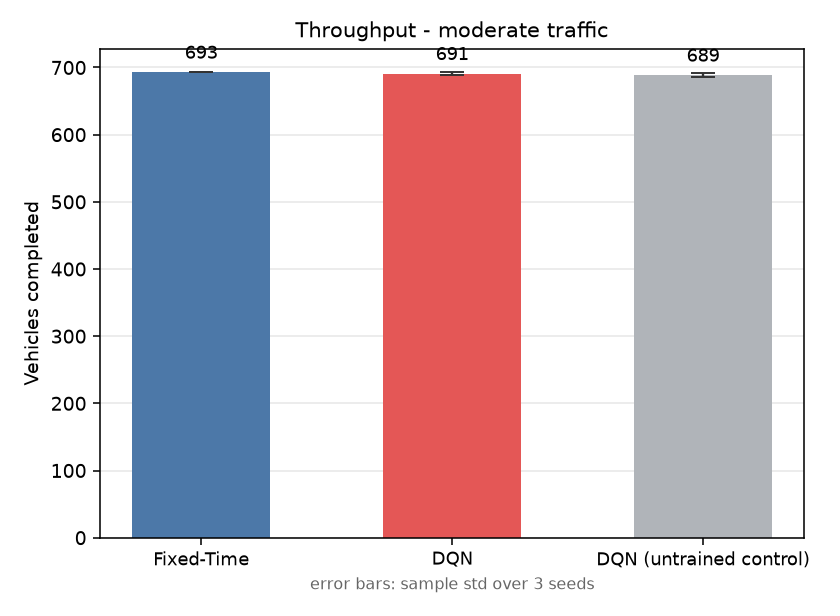 Throughput - moderate traffic
693
691
689
700
600
500
400
300
200
100
0
Vehicles completed
Fixed-Time
DQN
DQN (untrained control)
error bars: sample std over 3 seeds